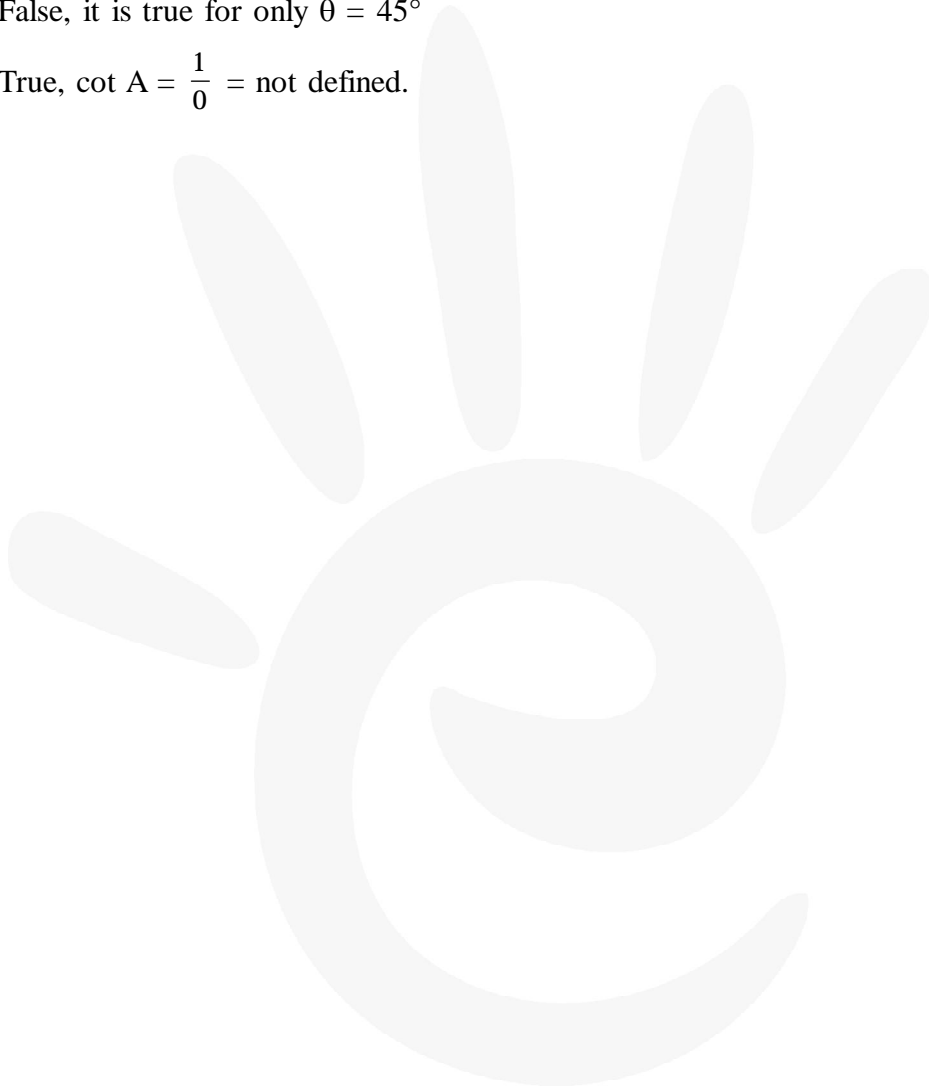 False, it is true for only θ = 45°
True, cot A = 1/0 = not defined.